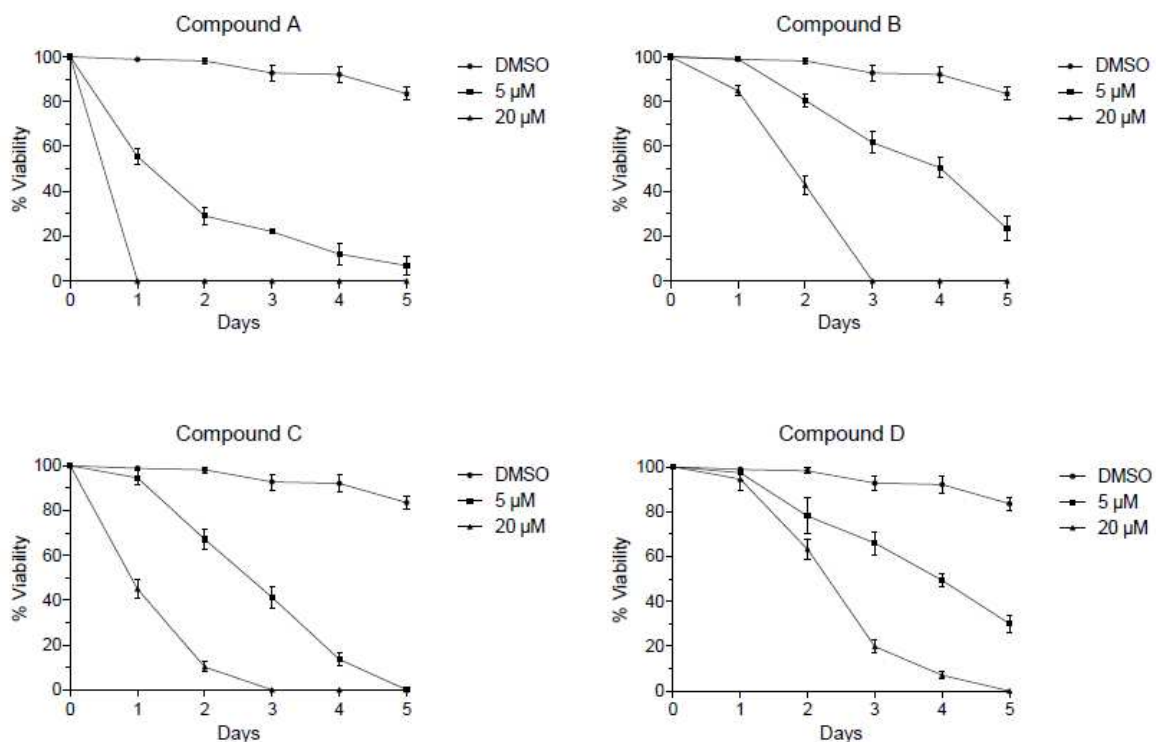 Compound A
100
80
60
40
20
0
% Viability
0 1 2 3 4 5
Days
DMSO
5 µM
20 µM
Compound B
100
80
60
40
20
0
% Viability
0 1 2 3 4 5
Days
DMSO
5 µM
20 µM
Compound C
100
80
60
40
20
0
% Viability
0 1 2 3 4 5
Days
DMSO
5 µM
20 µM
Compound D
100
80
60
40
20
0
% Viability
0 1 2 3 4 5
Days
DMSO
5 µM
20 µM